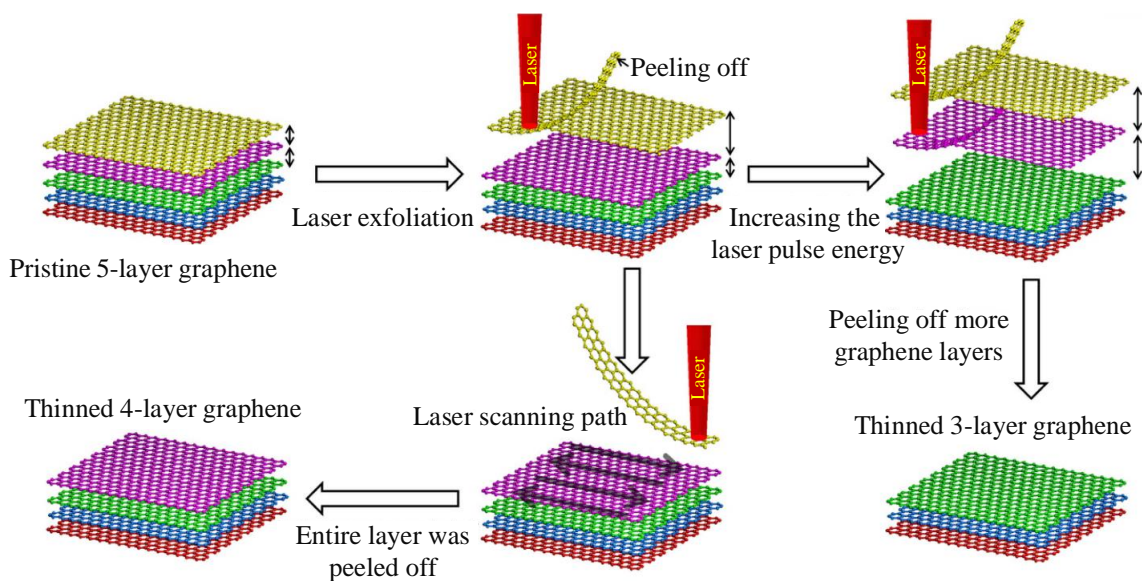 Laser
Peeling off
Laser
Pristine 5-layer graphene
Laser exfoliation
Increasing the
laser pulse energy
Peeling off more
graphene layers
Laser
Laser scanning path
Thinned 4-layer graphene
Thinned 3-layer graphene
Entire layer was
peeled off